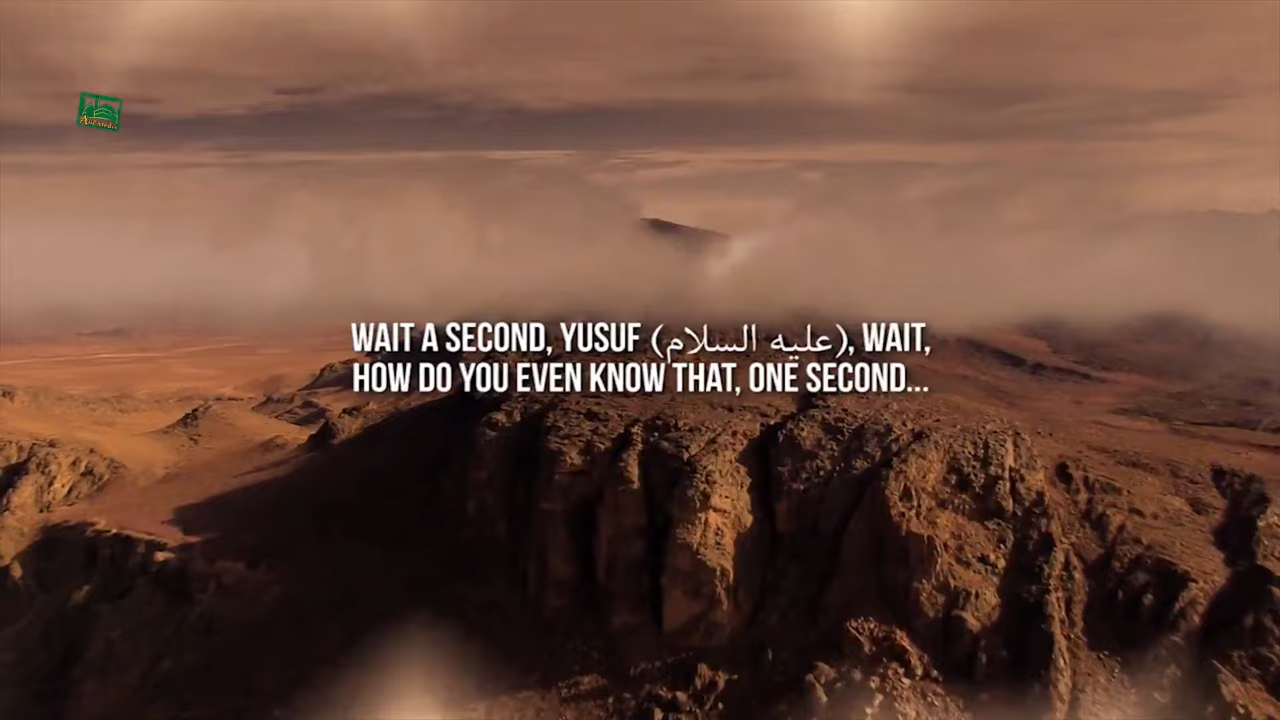 WAIT A SECOND, YUSUF (عليه السلام), WAIT,
HOW DO YOU EVEN KNOW THAT, ONE SECOND...